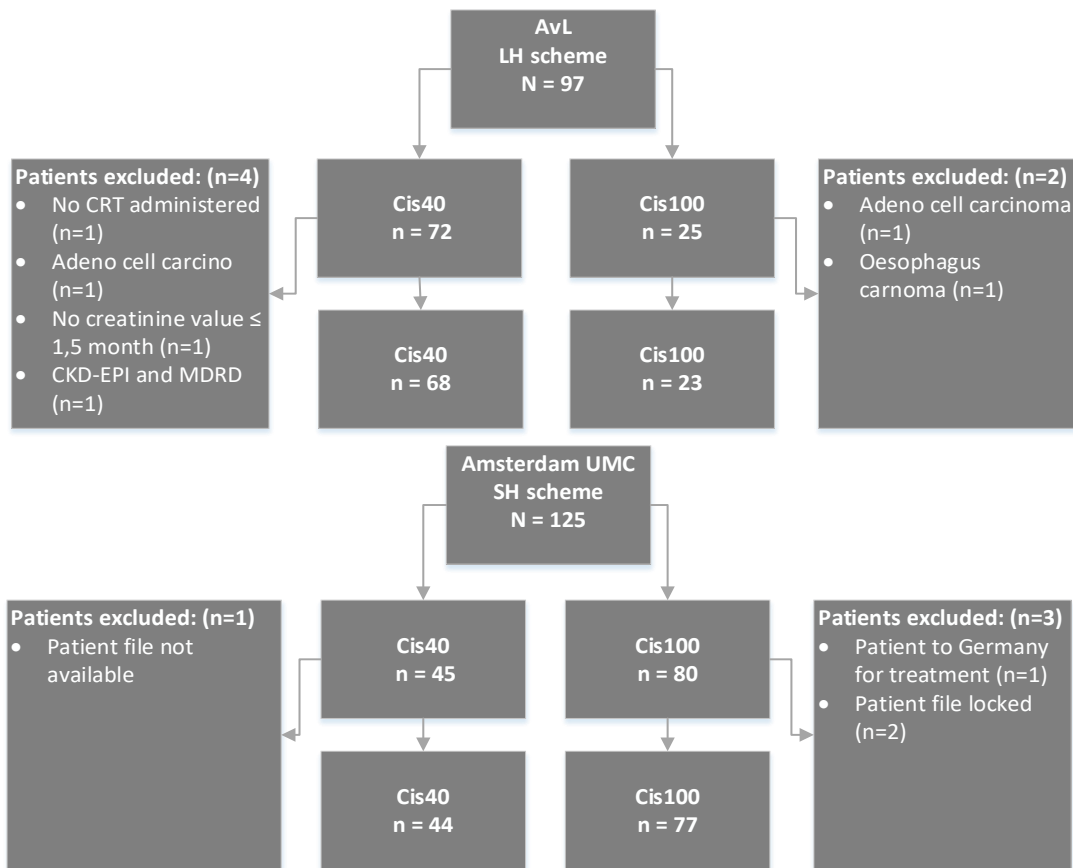 AvL
LH scheme
N = 97
Patients excluded: (n=4)
• No CRT administered
(n=1)
• Adeno cell carcino
(n=1)
• No creatinine value ≤
1,5 month (n=1)
• CKD-EPI and MDRD
(n=1)
Cis40
n = 72
Cis100
n = 25
Patients excluded: (n=2)
• Adeno cell carcinoma
(n=1)
• Oesophagus
carnoma (n=1)
Cis40
n = 68
Cis100
n = 23
Amsterdam UMC
SH scheme
N = 125
Patients excluded: (n=1)
• Patient file not
available
Cis40
n = 45
Cis100
n = 80
Patients excluded: (n=3)
• Patient to Germany
for treatment (n=1)
• Patient file locked
(n=2)
Cis40
n = 44
Cis100
n = 77